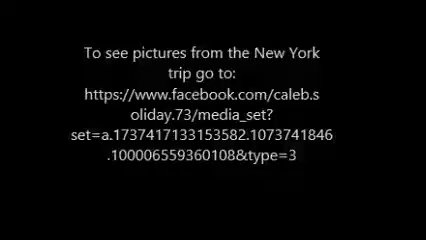 To see pictures from the New York
trip go to:
https://www.facebook.com/caleb.s
oliday.73/media_set?
set=a.1737417133153582.1073741846
.100006559360108&type=3